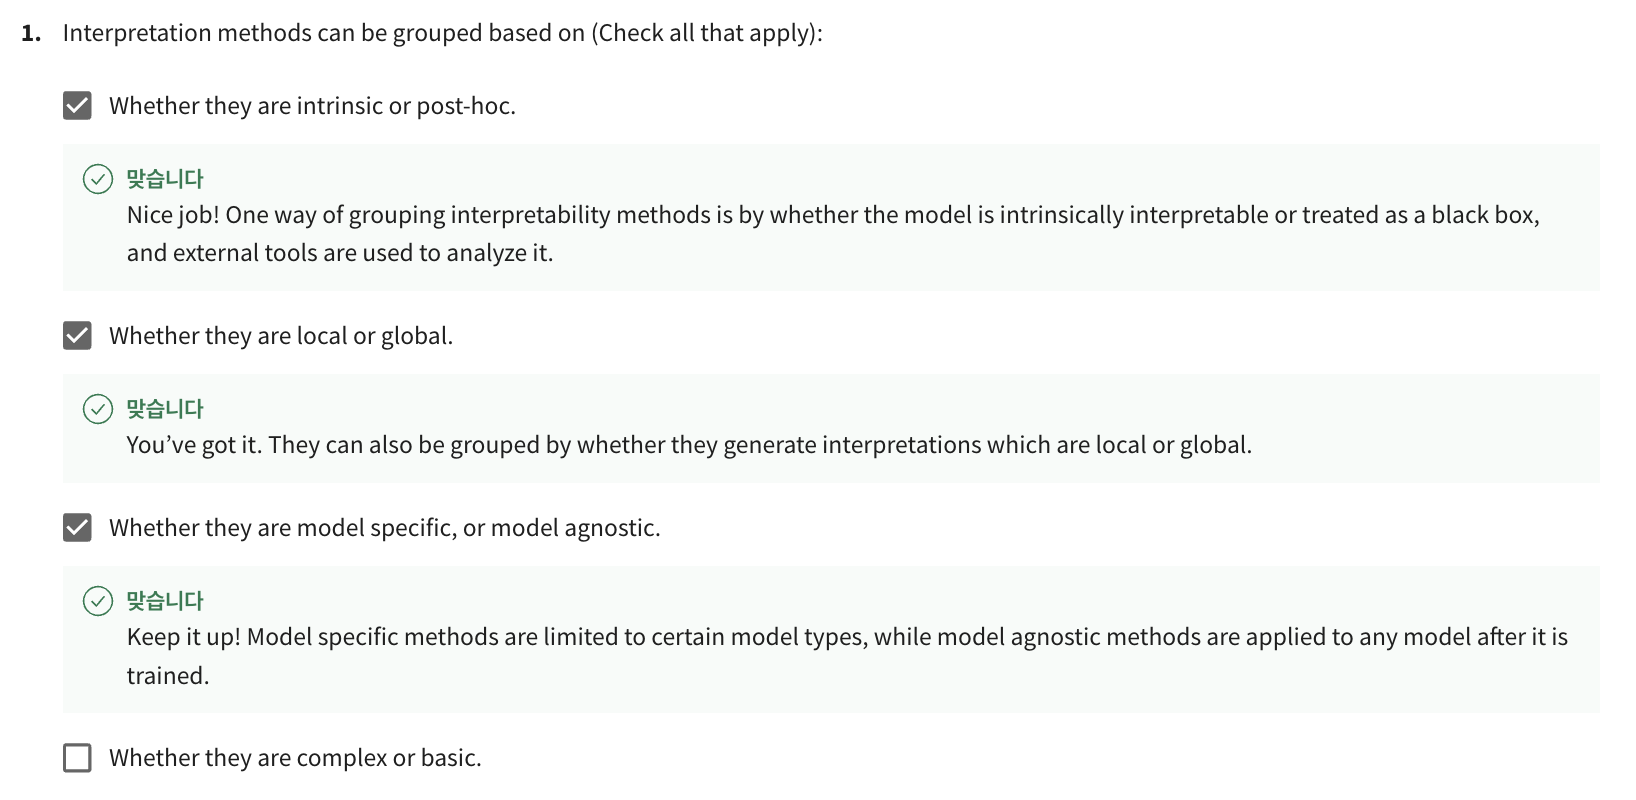 1. Interpretation methods can be grouped based on (Check all that apply):
Whether they are intrinsic or post-hoc.
맞습니다
Nice job! One way of grouping interpretability methods is by whether the model is intrinsically interpretable or treated as a black box,
and external tools are used to analyze it.
Whether they are local or global.
맞습니다
You’ve got it. They can also be grouped by whether they generate interpretations which are local or global.
Whether they are model specific, or model agnostic.
맞습니다
Keep it up! Model specific methods are limited to certain model types, while model agnostic methods are applied to any model after it is
trained.
Whether they are complex or basic.